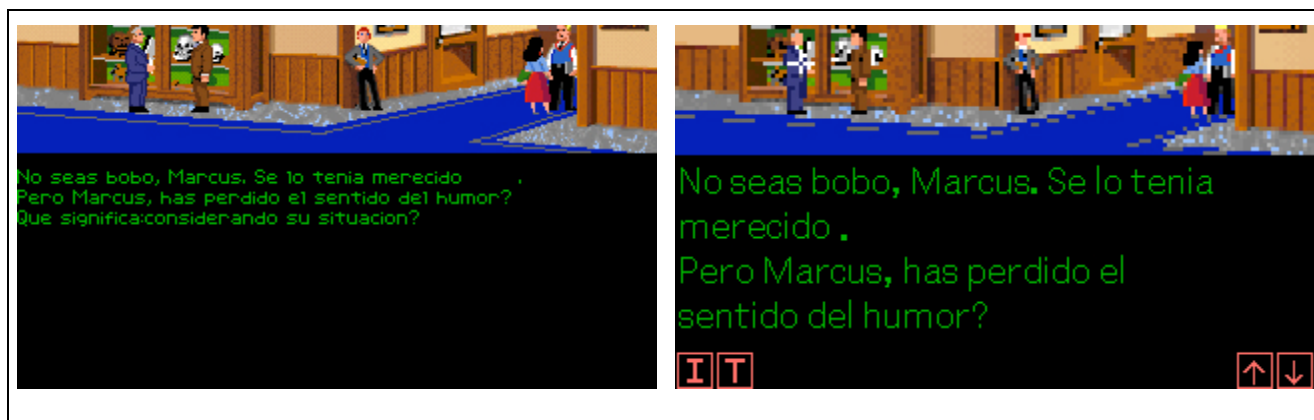 No seas bobo, Marcus. Se lo tenia merecido .
Pero Marcus, has perdido el sentido del humor?
Que significa:considerando su situacion?
No seas bobo, Marcus. Se lo tenia
merecido .
Pero Marcus, has perdido el
sentido del humor?
I T ↑ ↓